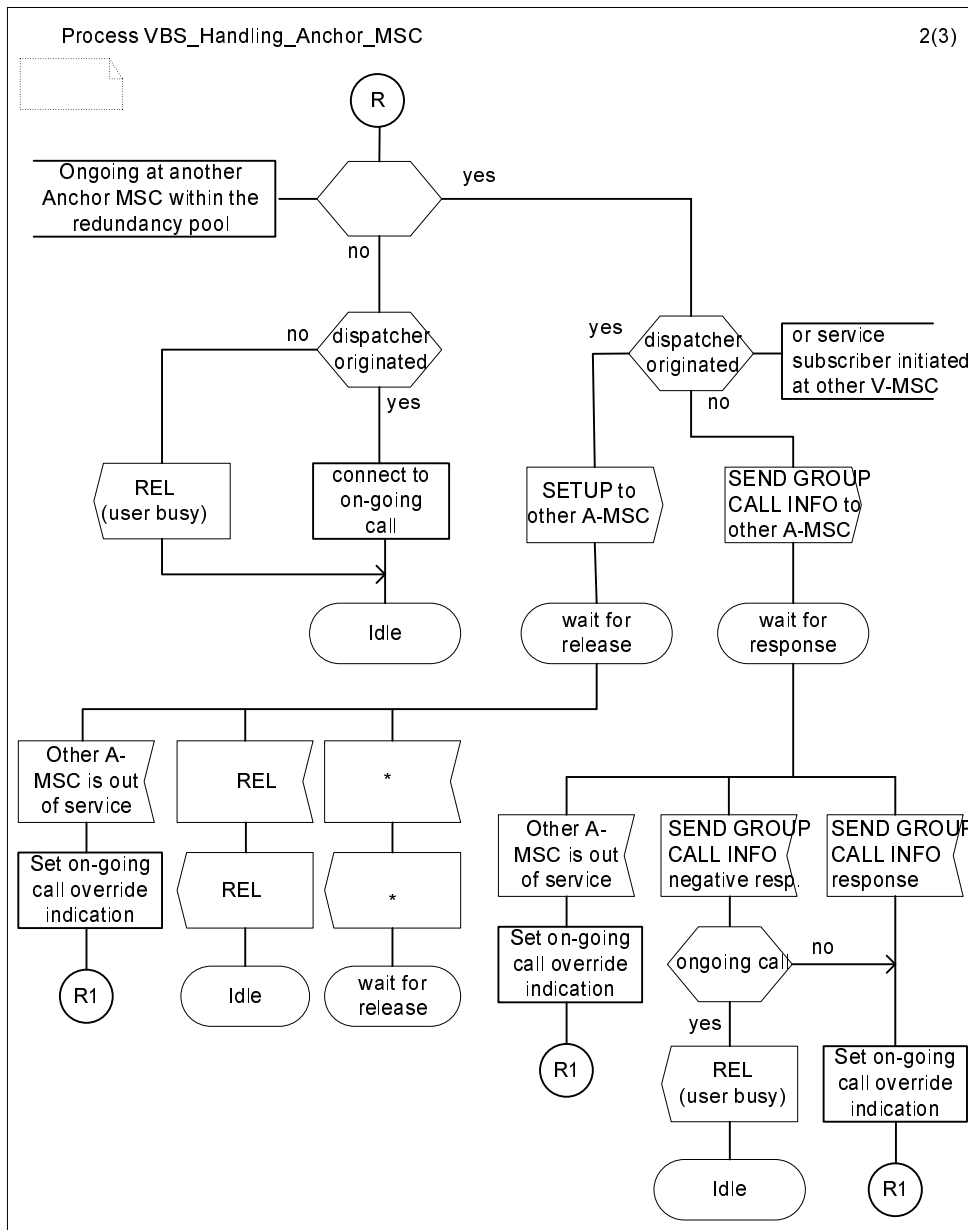 Process VBS_Handling_Anchor_MSC
2(3)
R
Ongoing at another
Anchor MSC within the
redundancy pool
yes
no
no
dispatcher
originated
yes
yes
dispatcher
originated
no
or service
subscriber initiated
at other V-MSC
REL
(user busy)
connect to
on-going
call
SETUP to
other A-MSC
SEND GROUP
CALL INFO to
other A-MSC
Idle
wait for
release
wait for
response
Other A-
MSC is out
of service
REL
*
Set on-going
call override
indication
REL
*
R1
Idle
wait for
release
Other A-
MSC is out
of service
SEND GROUP
CALL INFO
negative resp.
SEND GROUP
CALL INFO
response
Set on-going
call override
indication
ongoing call
no
yes
R1
REL
(user busy)
Set on-going
call override
indication
Idle
R1